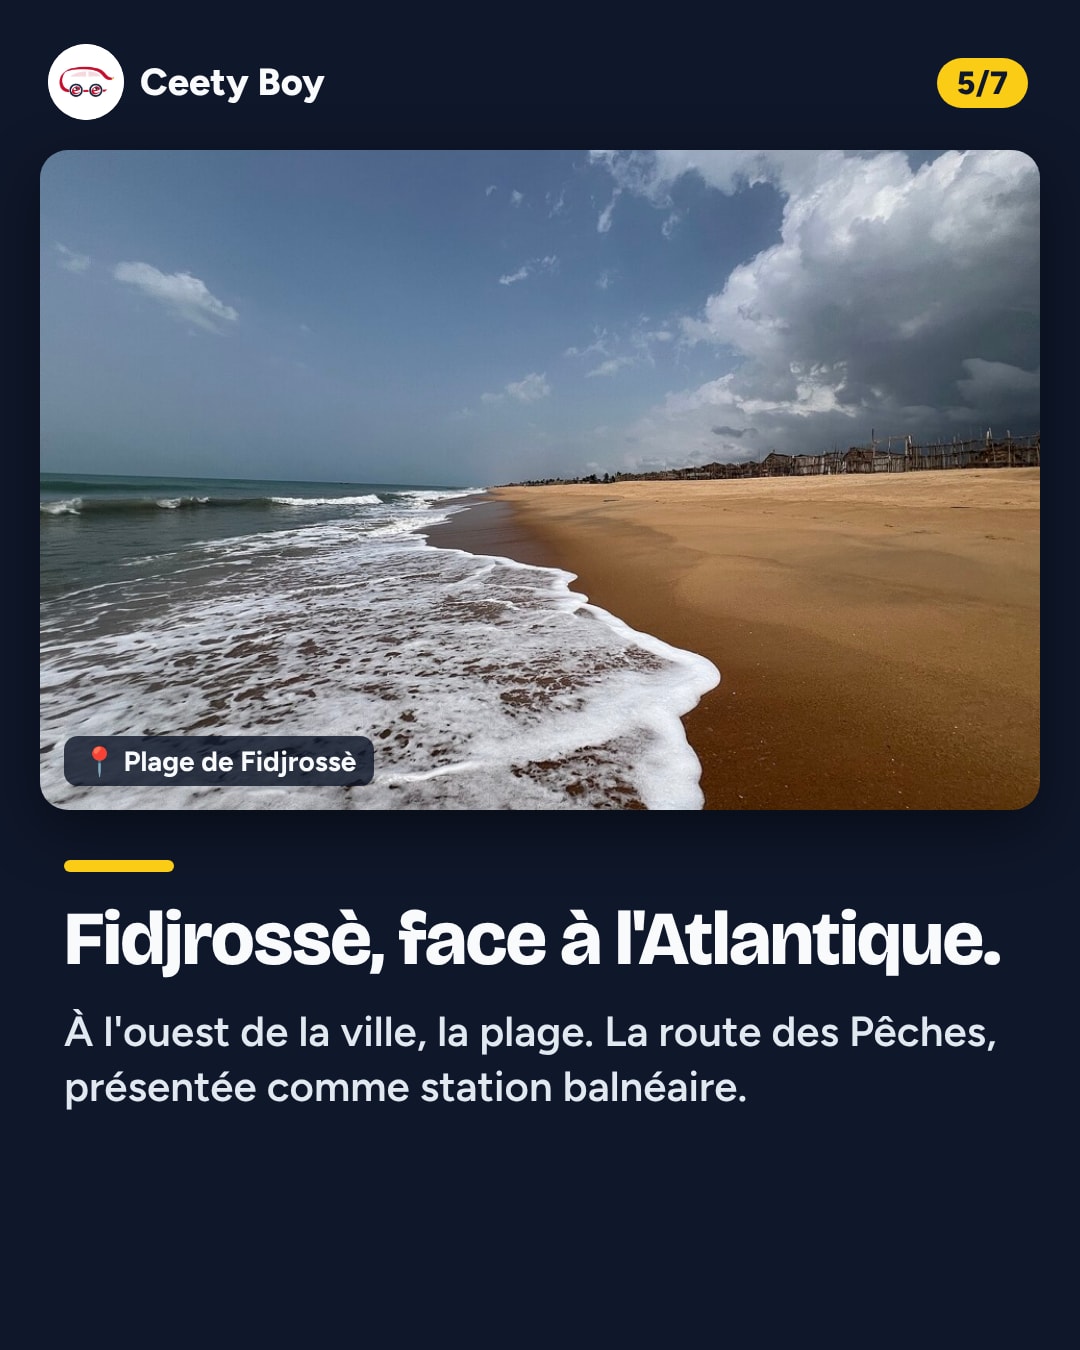 Ceety Boy
5/7
📍 Plage de Fidjrossè
Fidjrossè, face à l'Atlantique.
À l'ouest de la ville, la plage. La route des Pêches,
présentée comme station balnéaire.